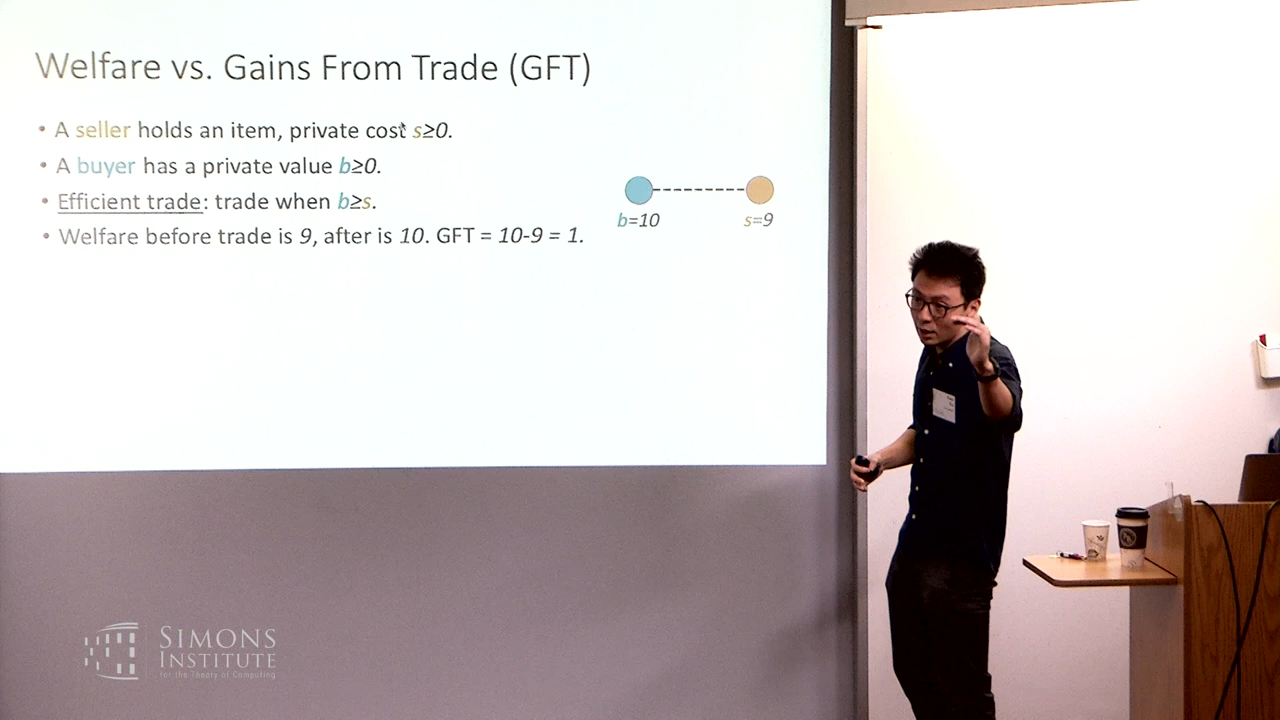 Welfare vs. Gains From Trade (GFT)
• A seller holds an item, private cost s≥0.
• A buyer has a private value b≥0.
• Efficient trade: trade when b≥s.
• Welfare before trade is 9, after is 10. GFT = 10-9 = 1.
b=10
s=9
SIMONS
INSTITUTE
for the Theory of Computing